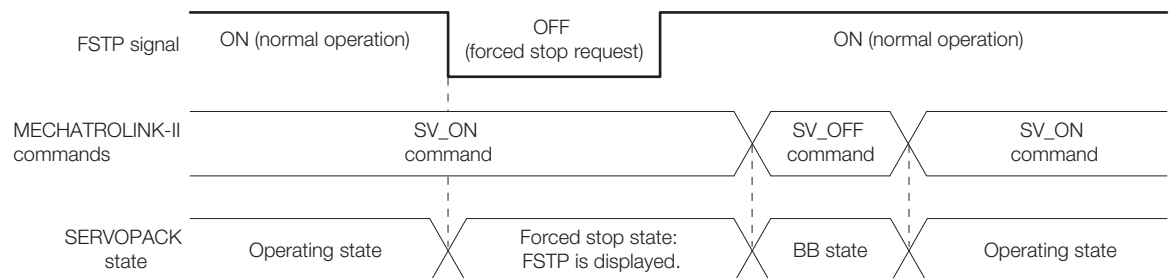 FSTP signal
ON (normal operation)
OFF
(forced stop request)
ON (normal operation)
MECHATROLINK-II
commands
SV_ON
command
SV_OFF
command
SV_ON
command
SERVOPACK
state
Operating state
Forced stop state:
FSTP is displayed.
BB state
Operating state